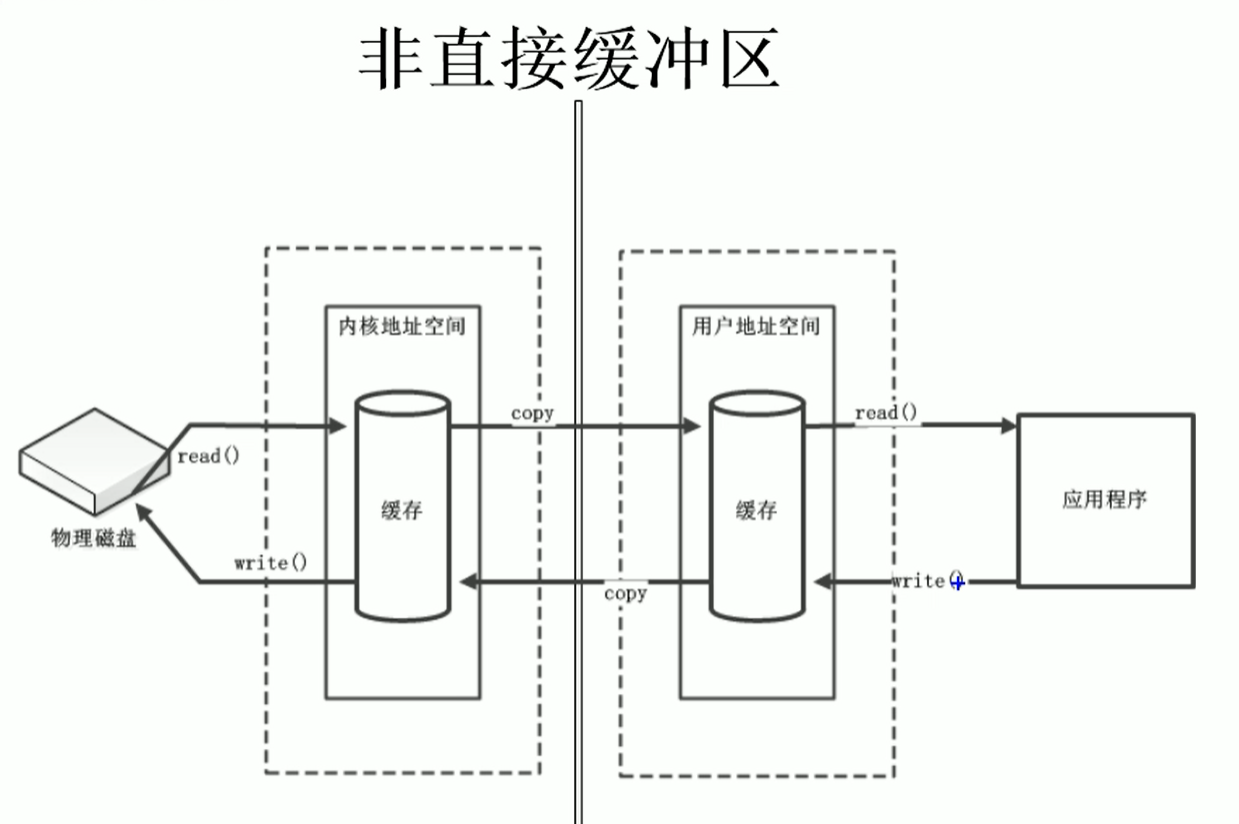 非直接缓冲区
内核地址空间
用户地址空间
copy
read()
read()
缓存
缓存
应用程序
物理磁盘
write()
copy
write()